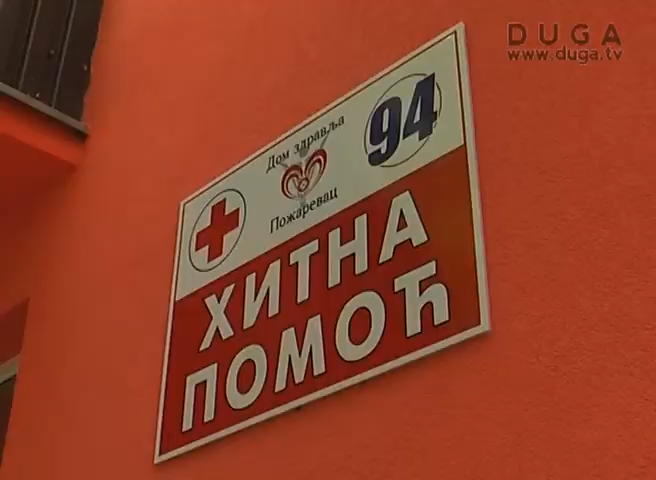 DUGA
www.duga.tv
94
Дом здравља
Пожаревац
ХИТНА
ПОМОЋ